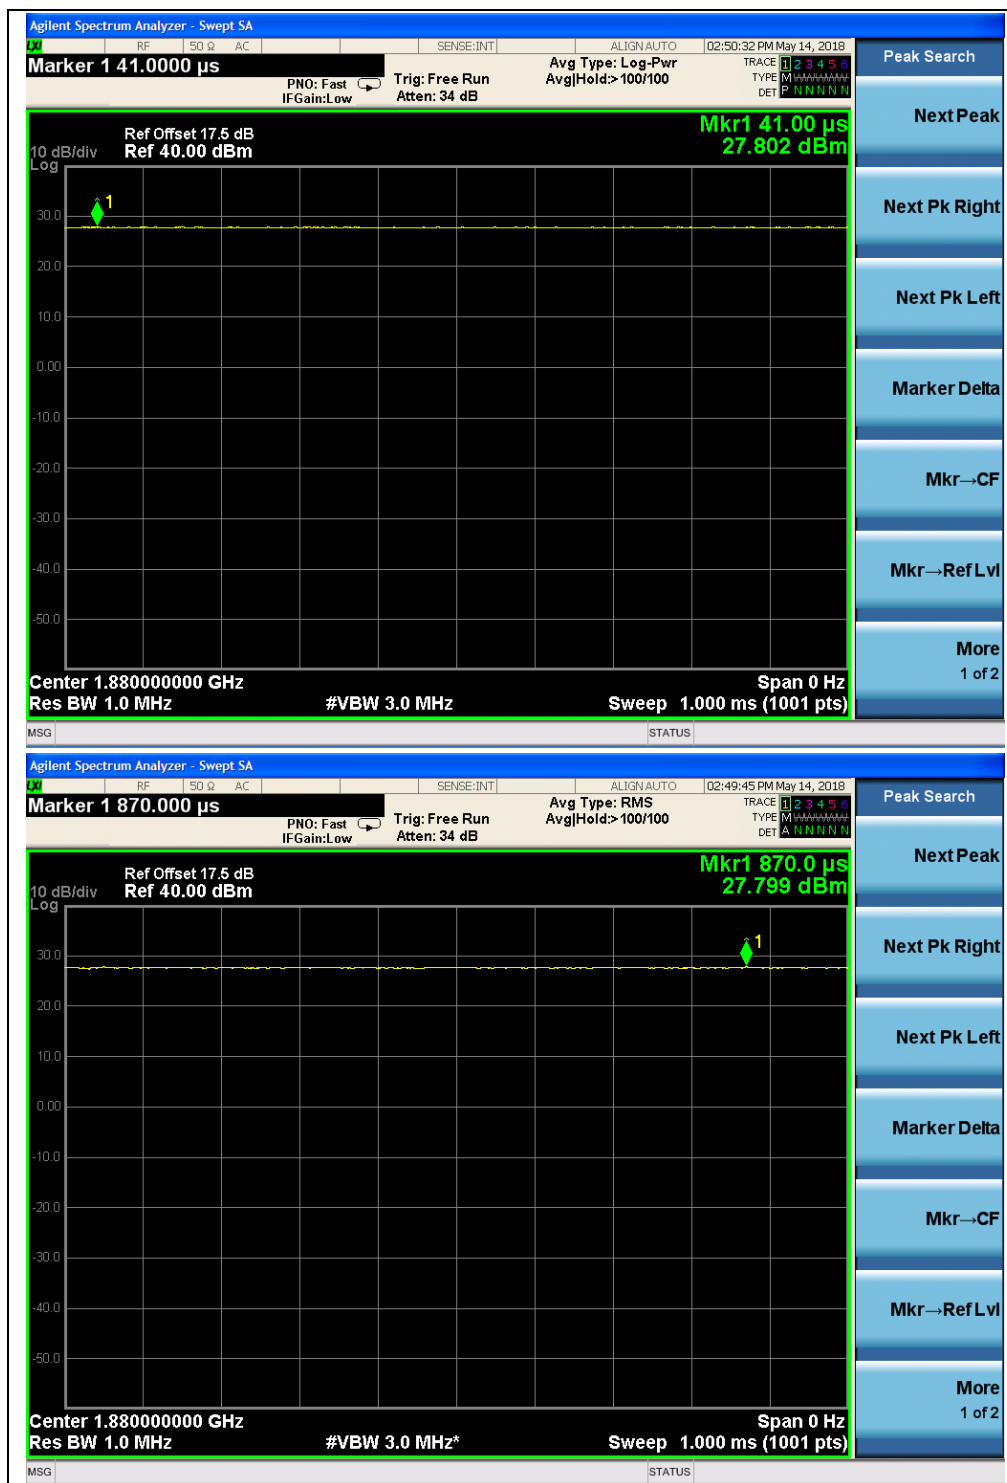 Agilent Spectrum Analyzer - Swept SA
LXI RF 50 Ω AC SENSE:INT ALIGN AUTO 02:50:32 PM May 14, 2018
Marker 1 41.0000 µs
PNO: Fast
IFGain:Low
Trig: Free Run
Atten: 34 dB
Avg Type: Log-Pwr
Avg|Hold:>100/100
TRACE 1 2 3 4 5 6
TYPE M
DET P N N N N N
Mkr1 41.00 µs
27.802 dBm
Ref Offset 17.5 dB
10 dB/div Ref 40.00 dBm
Log
1
30.0
20.0
10.0
0.00
-10.0
-20.0
-30.0
-40.0
-50.0
Center 1.880000000 GHz Span 0 Hz
Res BW 1.0 MHz #VBW 3.0 MHz Sweep 1.000 ms (1001 pts)
MSG STATUS
Peak Search
Next Peak
Next Pk Right
Next Pk Left
Marker Delta
Mkr→CF
Mkr→Ref Lvl
More
1 of 2
Agilent Spectrum Analyzer - Swept SA
LXI RF 50 Ω AC SENSE:INT ALIGN AUTO 02:49:45 PM May 14, 2018
Marker 1 870.000 µs
PNO: Fast
IFGain:Low
Trig: Free Run
Atten: 34 dB
Avg Type: RMS
Avg|Hold:>100/100
TRACE 1 2 3 4 5 6
TYPE M
DET A N N N N N
Mkr1 870.0 µs
27.799 dBm
Ref Offset 17.5 dB
10 dB/div Ref 40.00 dBm
Log
1
30.0
20.0
10.0
0.00
-10.0
-20.0
-30.0
-40.0
-50.0
Center 1.880000000 GHz Span 0 Hz
Res BW 1.0 MHz #VBW 3.0 MHz* Sweep 1.000 ms (1001 pts)
MSG STATUS
Peak Search
Next Peak
Next Pk Right
Next Pk Left
Marker Delta
Mkr→CF
Mkr→Ref Lvl
More
1 of 2